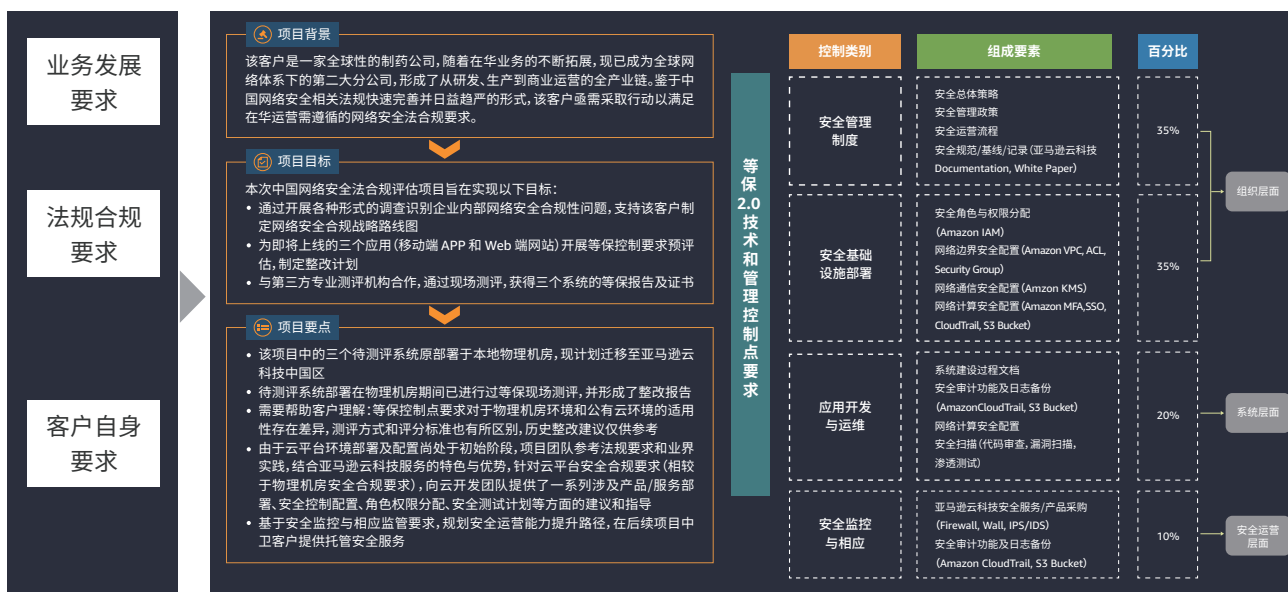 业务发展
要求
法规合规
要求
客户自身
要求
项目背景
该客户是一家全球性的制药公司，随着在华业务的不断拓展，现已成为全球网
络体系下的第二大分公司，形成了从研发、生产到商业运营的全产业链。鉴于
中国网络安全相关法规快速完善并日益趋严的形式，该客户亟需采取行动以满足
在华运营需遵循的网络安全法合规要求。
项目目标
本次中国网络安全法合规评估项目旨在实现以下目标：
• 通过开展各种形式的调查识别企业内部网络安全合规性问题，支持该客户制
定网络安全合规战略路线图
• 为即将上线的三个应用（移动端 APP 和 Web 端网站）开展等保控制要求预评
估，制定整改计划
• 与第三方专业测评机构合作，通过现场测评，获得三个系统的等保报告及证书
项目要点
• 该项目中的三个待测评系统原部署于本地物理机房，现计划迁移至亚马逊云
科技中国区
• 待测评系统部署在物理机房期间已进行过等保现场测评，并形成了整改报告
• 需要帮助客户理解：等保控制点要求对于物理机房环境和公有云环境的适用
性存在差异，测评方式和评分标准也有所区别，历史整改建议仅供参考
• 由于云平台环境部署及配置尚处于初始阶段，项目团队参考法规要求和业界
实践，结合亚马逊云科技服务的特色与优势，针对云平台安全合规要求（相较
于物理机房安全合规要求），向云开发团队提供了一系列涉及产品/服务部
署、安全控制配置、角色权限分配、安全测试计划等方面的建议和指导
• 基于安全监控与相应监管要求，规划安全运营能力提升路径，在后续项目中
卫客户提供托管安全服务
等
保
2.0
技
术
和
管
理
控
制
点
要
求
控制类别
组成要素
百分比
安全管理
制度
安全总体策略
安全管理政策
安全运营流程
安全规范/基线/记录（亚马逊云科技
Documentation, White Paper）
35%
安全基础
设施部署
安全角色与权限分配
（Amazon IAM）
网络边界安全配置（Amazon VPC, ACL,
Security Group）
网络通信安全配置（Amzon KMS）
网络计算安全配置（Amazon MFA,SSO,
CloudTrail, S3 Bucket）
35%
组织层面
应用开发
与运维
系统建设过程文档
安全审计功能及日志备份
（AmazonCloudTrail, S3 Bucket）
网络计算安全配置
安全扫描（代码审查，漏洞扫描，
渗透测试）
20%
系统层面
安全监控
与相应
亚马逊云科技安全服务/产品采购
（Firewall, Wall, IPS/IDS）
安全审计功能及日志备份
（Amazon CloudTrail, S3 Bucket）
10%
安全运营
层面